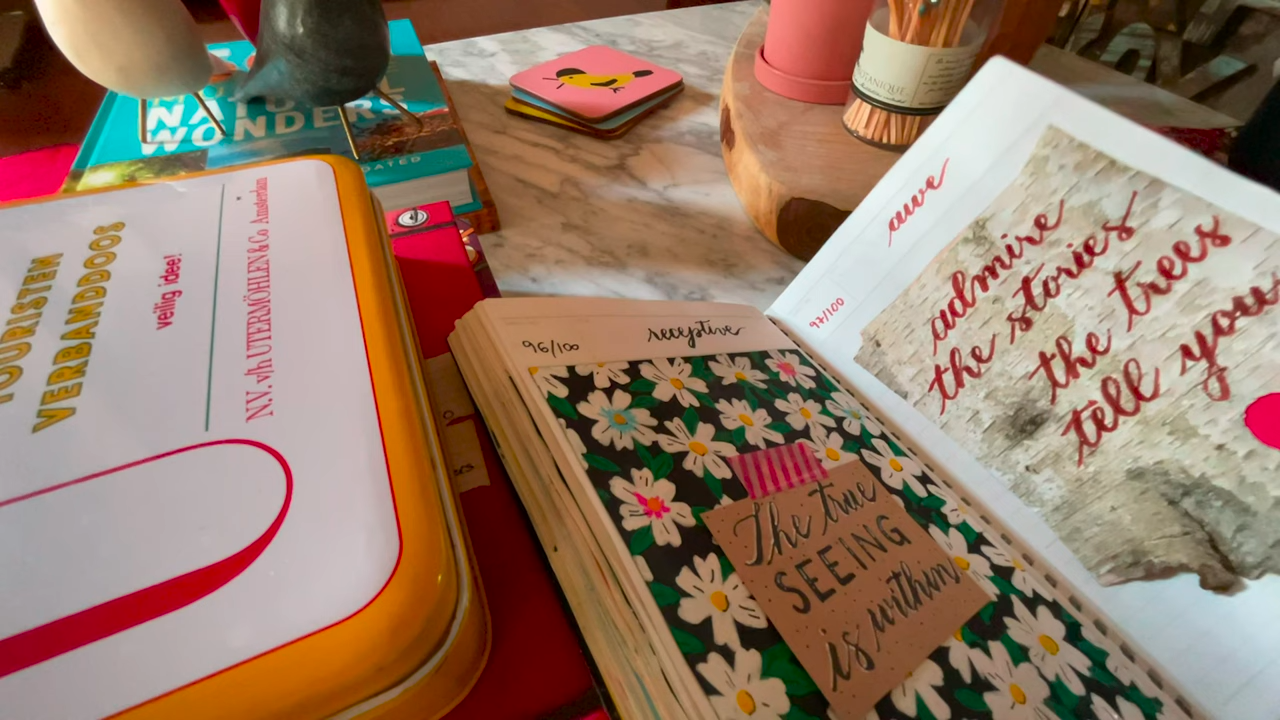 NATURAL
WONDERS
TOURISTEN
VERBANDDOOS
veilig idee!
N.V. v/h UTERMÖHLEN & Co Amsterdam
96/100
receptive
The true
SEEING
is within
awe
97/100
admire
the stories
the trees
tell you